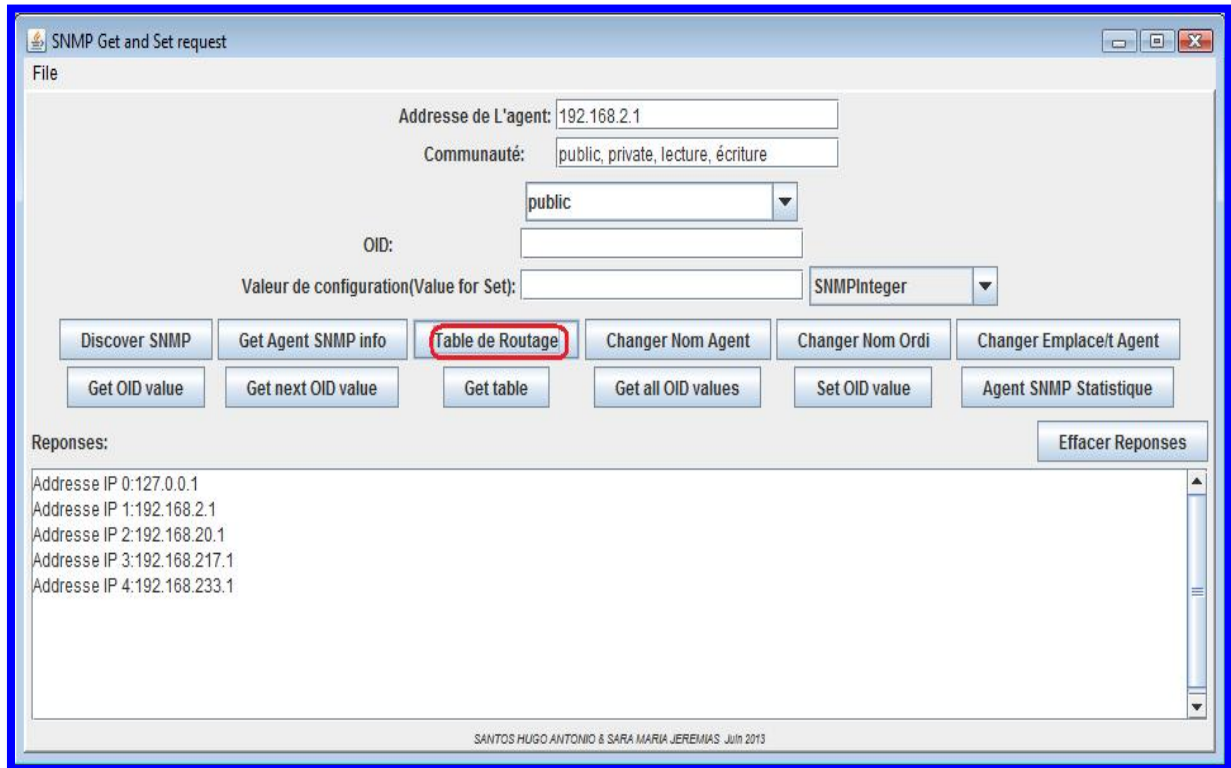 SNMP Get and Set request
File
Addresse de L'agent: 192.168.2.1
Communauté: public, private, lecture, écriture
public
OID:
Valeur de configuration(Value for Set): SNMPInteger
Discover SNMP Get Agent SNMP info Table de Routage Changer Nom Agent Changer Nom Ordi Changer Emplace/t Agent
Get OID value Get next OID value Get table Get all OID values Set OID value Agent SNMP Statistique
Reponses: Effacer Reponses
Addresse IP 0:127.0.0.1
Addresse IP 1:192.168.2.1
Addresse IP 2:192.168.20.1
Addresse IP 3:192.168.217.1
Addresse IP 4:192.168.233.1
SANTOS HUGO ANTONIO & SARA MARIA JEREMIAS Juin 2013